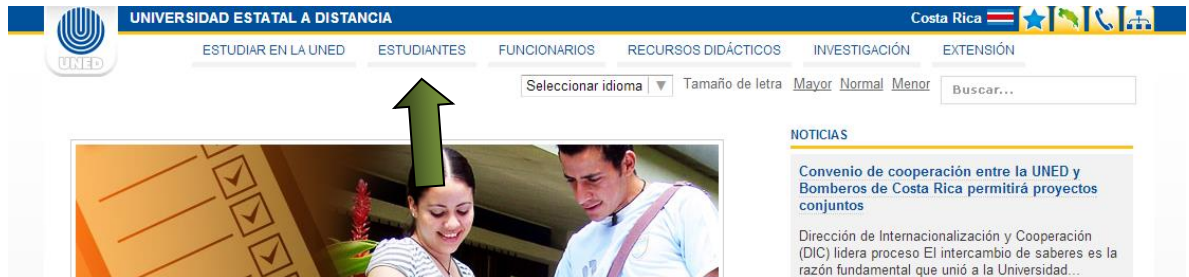 UNIVERSIDAD ESTATAL A DISTANCIA
Costa Rica
UNED
ESTUDIAR EN LA UNED ESTUDIANTES FUNCIONARIOS RECURSOS DIDÁCTICOS INVESTIGACIÓN EXTENSIÓN
Seleccionar idioma Tamaño de letra Mayor Normal Menor Buscar...
NOTICIAS
Convenio de cooperación entre la UNED y
Bomberos de Costa Rica permitirá proyectos
conjuntos
Dirección de Internacionalización y Cooperación
(DIC) lidera proceso El intercambio de saberes es la
razón fundamental que unió a la Universidad...